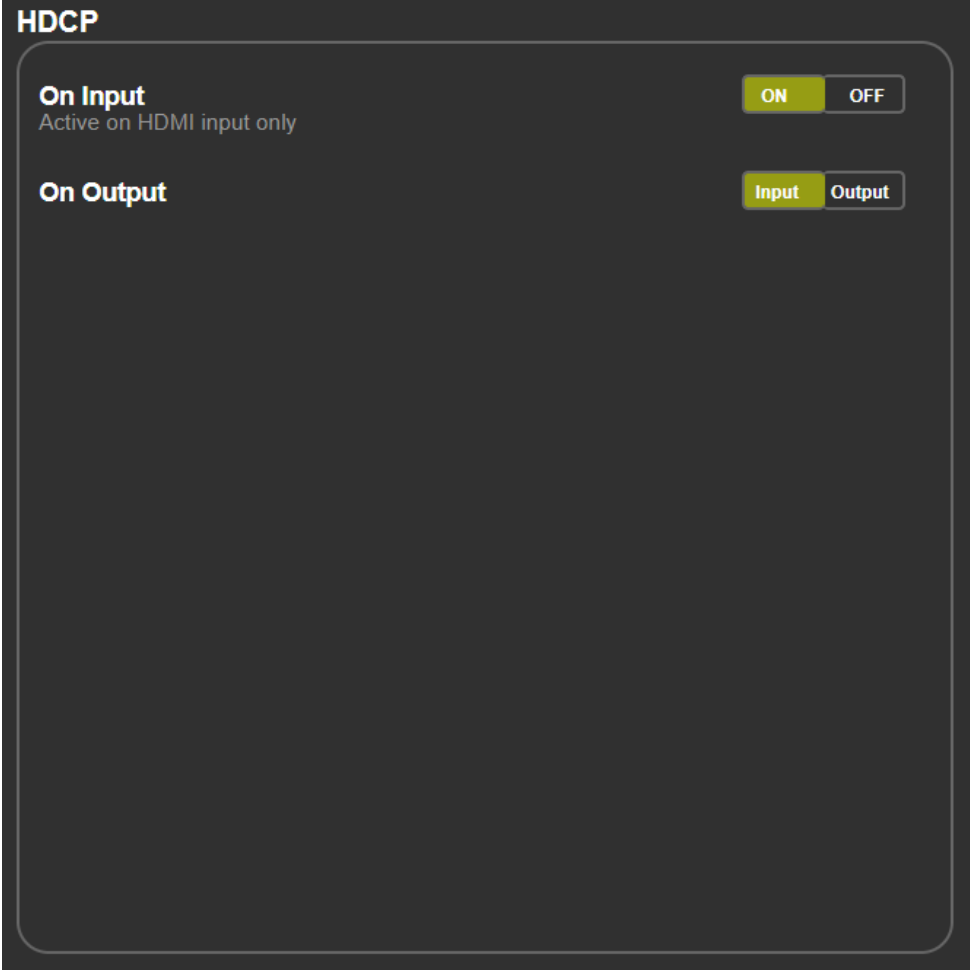 HDCP
On Input
ON OFF
Active on HDMI input only
On Output
Input Output